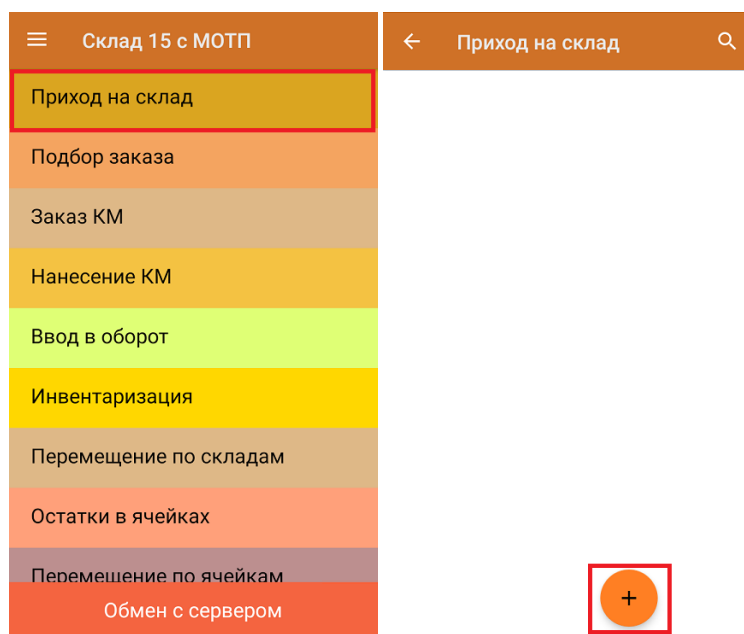 Склад 15 с МОТП
Приход на склад
Подбор заказа
Заказ КМ
Нанесение КМ
Ввод в оборот
Инвентаризация
Перемещение по складам
Остатки в ячейках
Перемещение по ячейкам
Обмен с сервером
Приход на склад
+